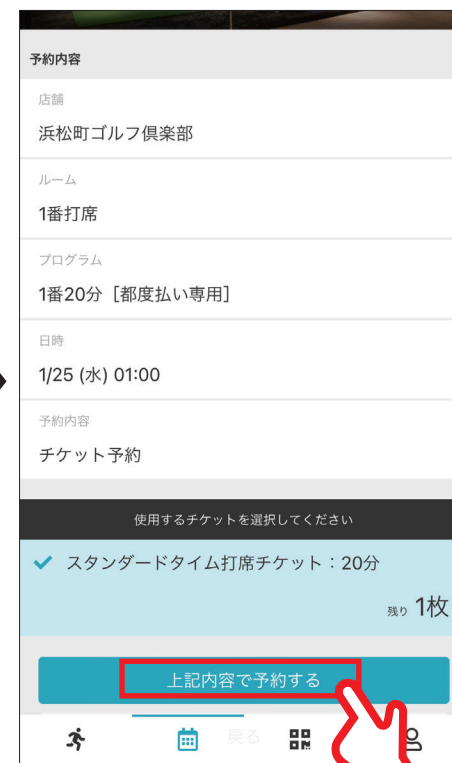 予約内容
店舗
浜松町ゴルフ倶楽部
ルーム
1番打席
プログラム
1番20分［都度払い専用］
日時
1/25 (水) 01:00
予約内容
チケット予約
使用するチケットを選択してください
スタンダードタイム打席チケット：20分
残り 1枚
上記内容で予約する
戻る